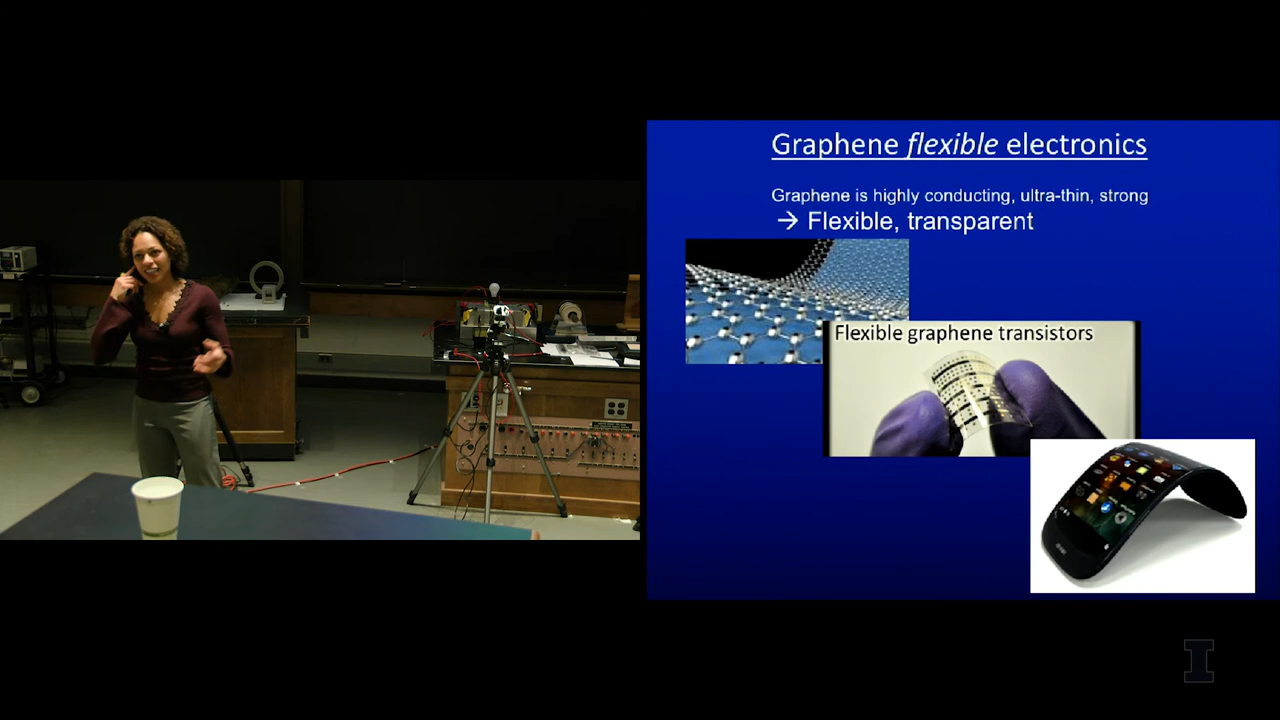 Graphene flexible electronics
Graphene is highly conducting, ultra-thin, strong
→ Flexible, transparent
Flexible graphene transistors
I